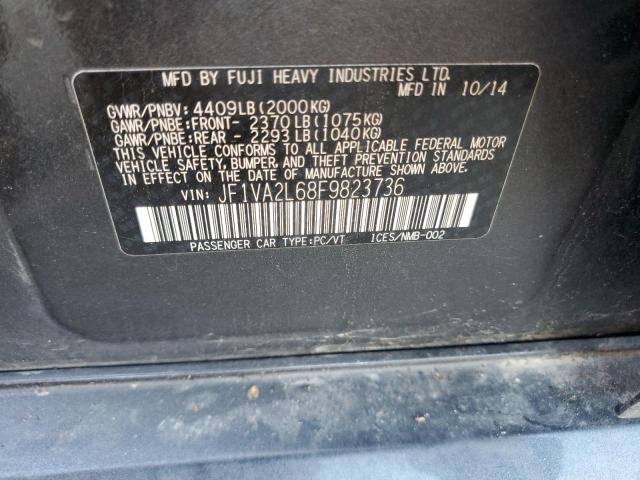 MFD BY FUJI HEAVY INDUSTRIES LTD.
MFD IN 10/14
GVWR/PNBV: 4409LB(2000KG)
GAWR/PNBE:FRONT- 2370LB(1075KG)
GAWR/PNBE:REAR - 2293LB(1040KG)
THIS VEHICLE CONFORMS TO ALL APPLICABLE FEDERAL MOTOR
VEHICLE SAFETY, BUMPER, AND THEFT PREVENTION STANDARDS
IN EFFECT ON THE DATE OF MANUFACTURE SHOWN ABOVE.
VIN: JF1VA2L68F9823736
PASSENGER CAR TYPE:PC/VT ICES/NMB-002